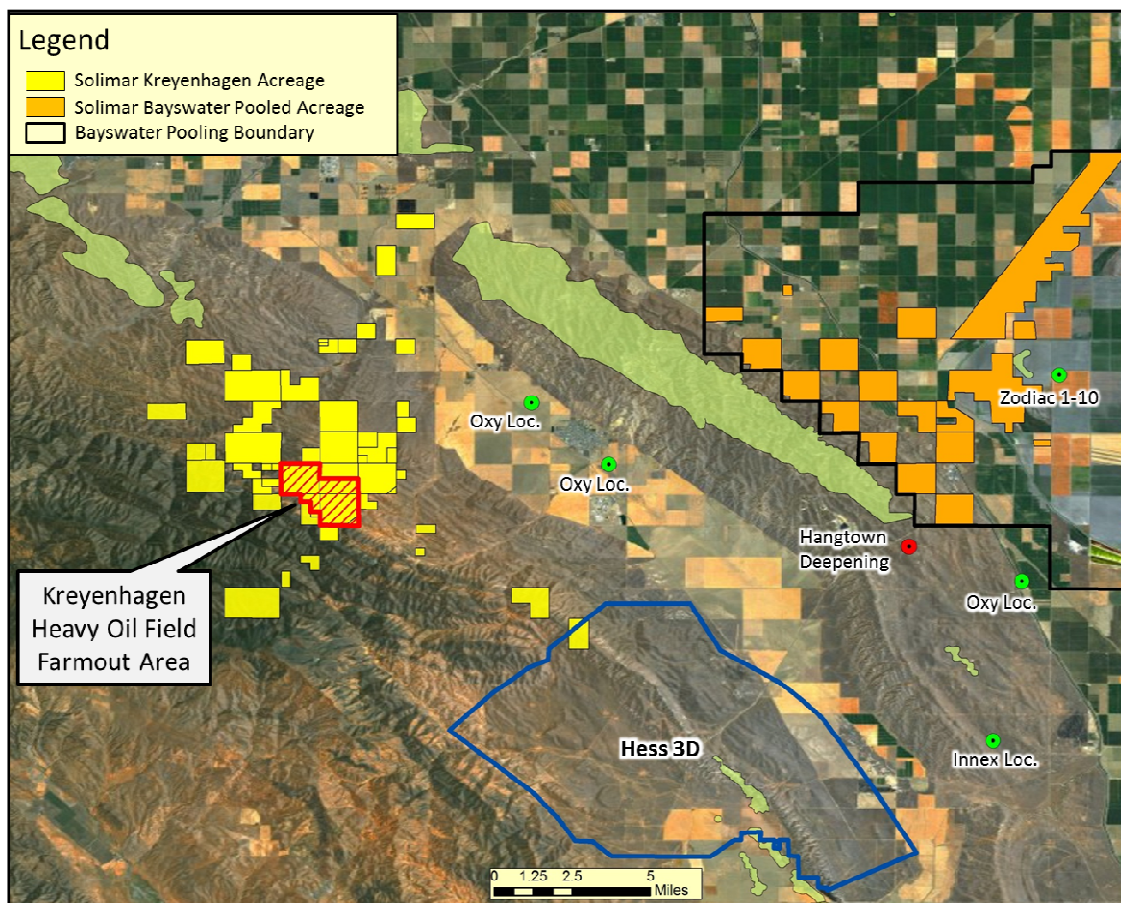 Legend
Solimar Kreyenhagen Acreage
Solimar Bayswater Pooled Acreage
Bayswater Pooling Boundary
Zodiac 1-10
Oxy Loc.
Oxy Loc.
Hangtown
Deepening
Oxy Loc.
Kreyenhagen
Heavy Oil Field
Farmout Area
Hess 3D
Innex Loc.
0 1.25 2.5 5
Miles